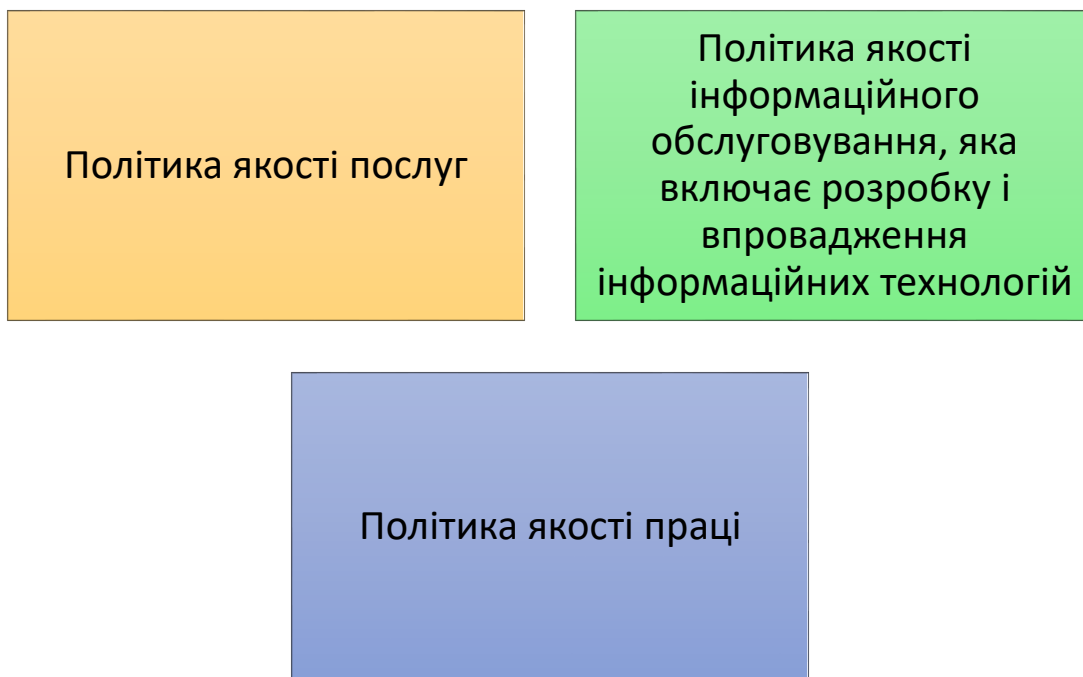 Політика якості послуг
Політика якості
інформаційного
обслуговування, яка
включає розробку і
впровадження
інформаційних технологій
Політика якості праці